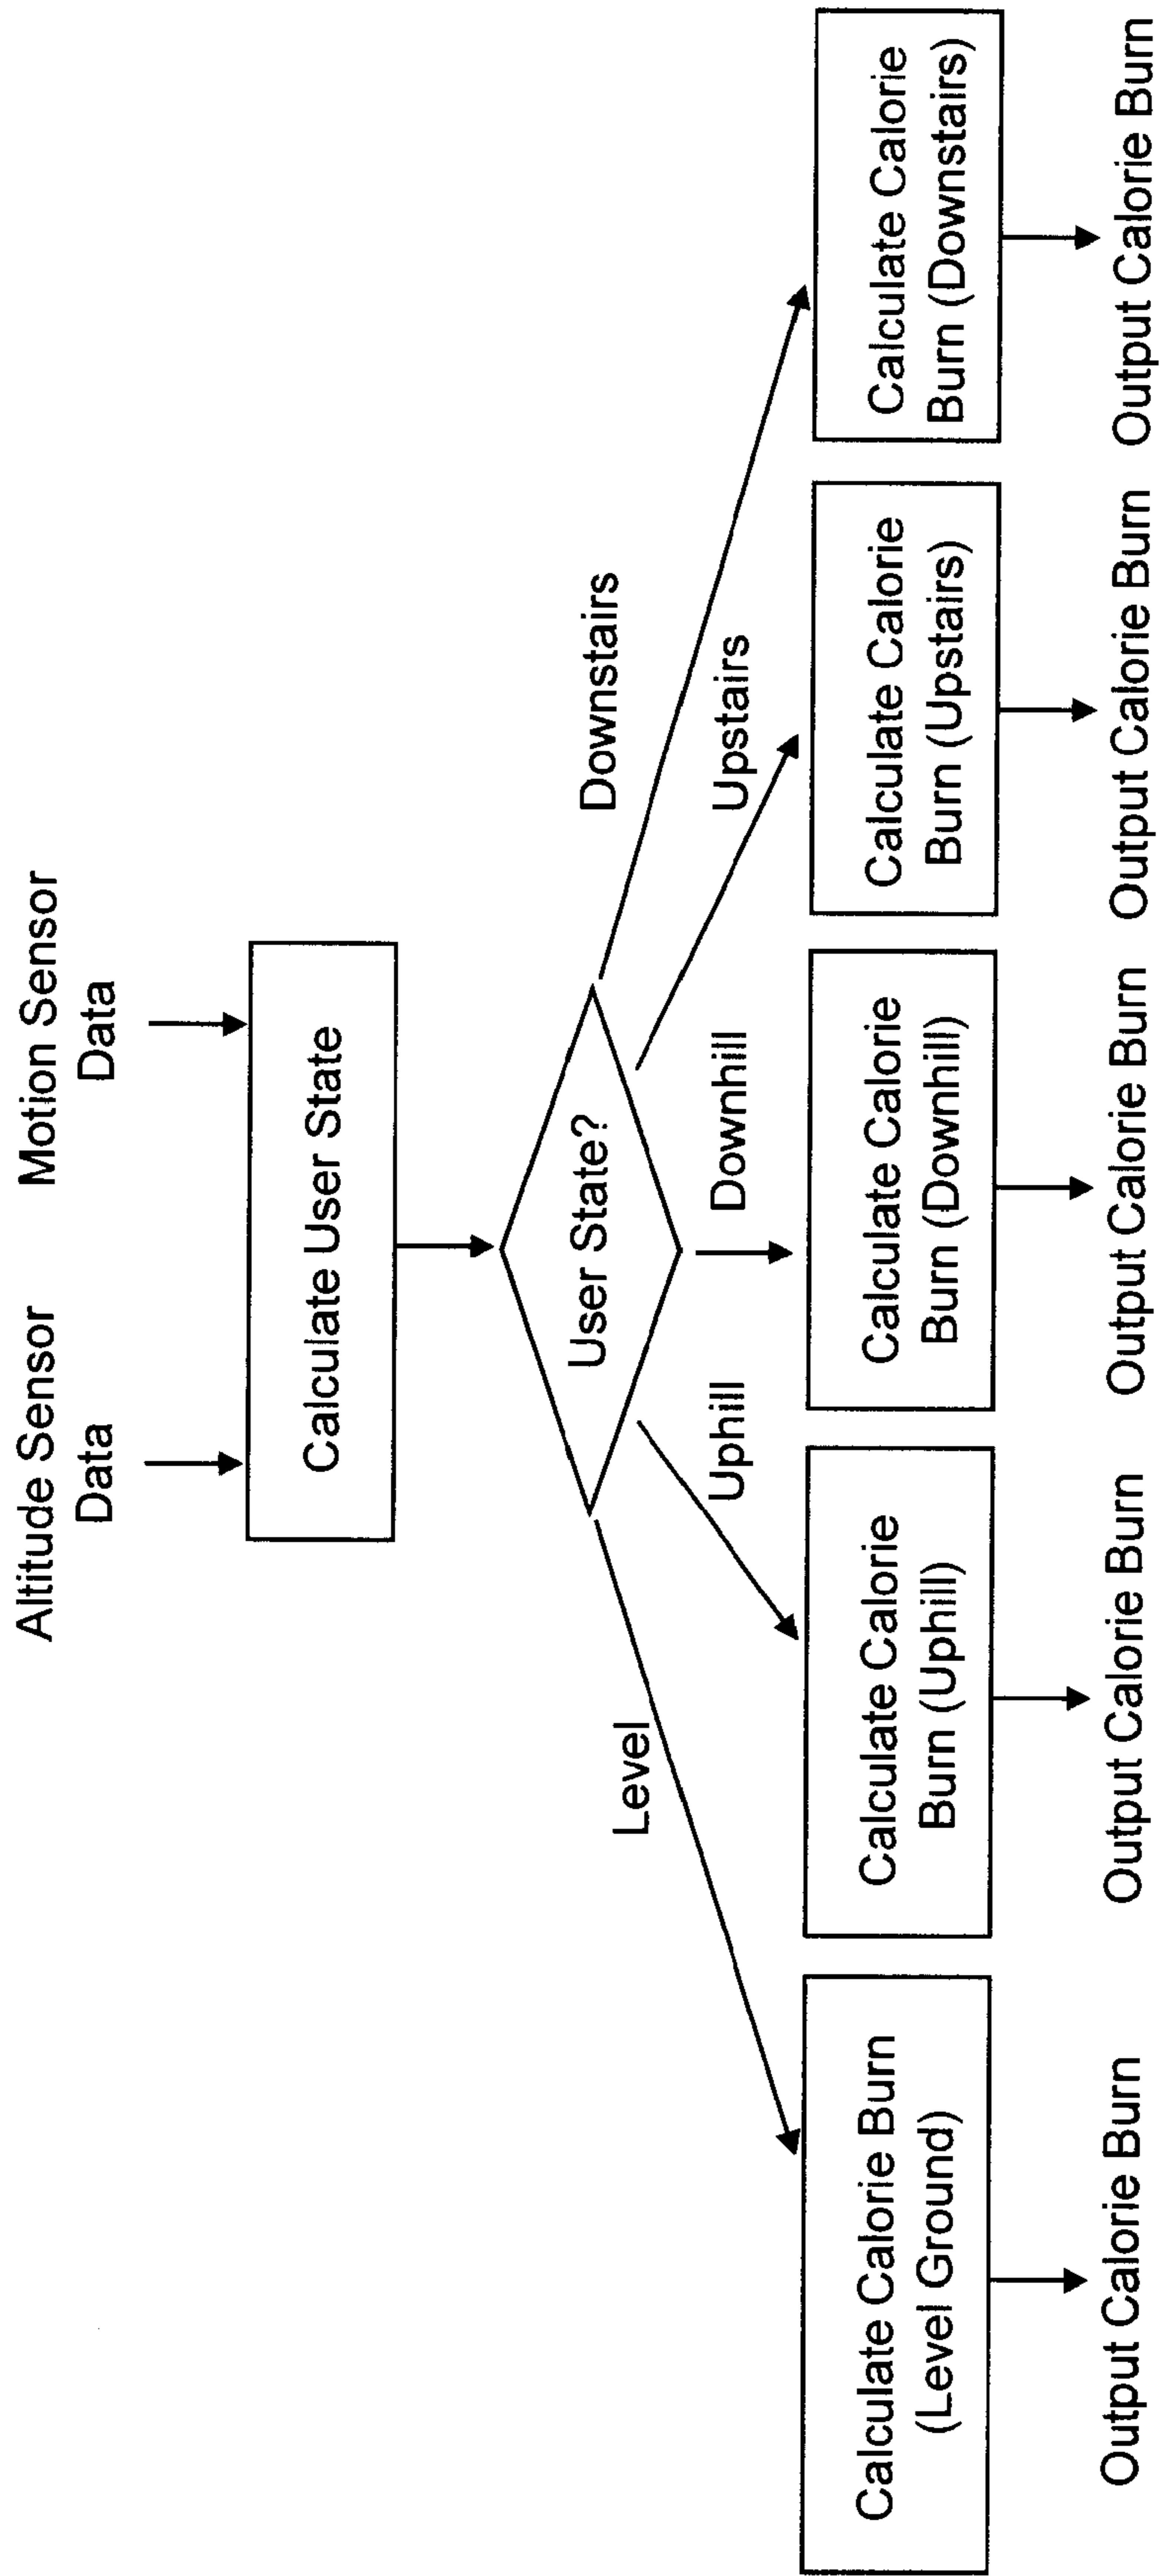 Altitude Sensor
Data
Motion Sensor
Data
Calculate User State
User State?
Level
Uphill
Downhill
Upstairs
Downstairs
Calculate Calorie Burn
(Level Ground)
Calculate Calorie
Burn (Uphill)
Calculate Calorie
Burn (Downhill)
Calculate Calorie
Burn (Upstairs)
Calculate Calorie
Burn (Downstairs)
Output Calorie Burn
Output Calorie Burn
Output Calorie Burn
Output Calorie Burn
Output Calorie Burn